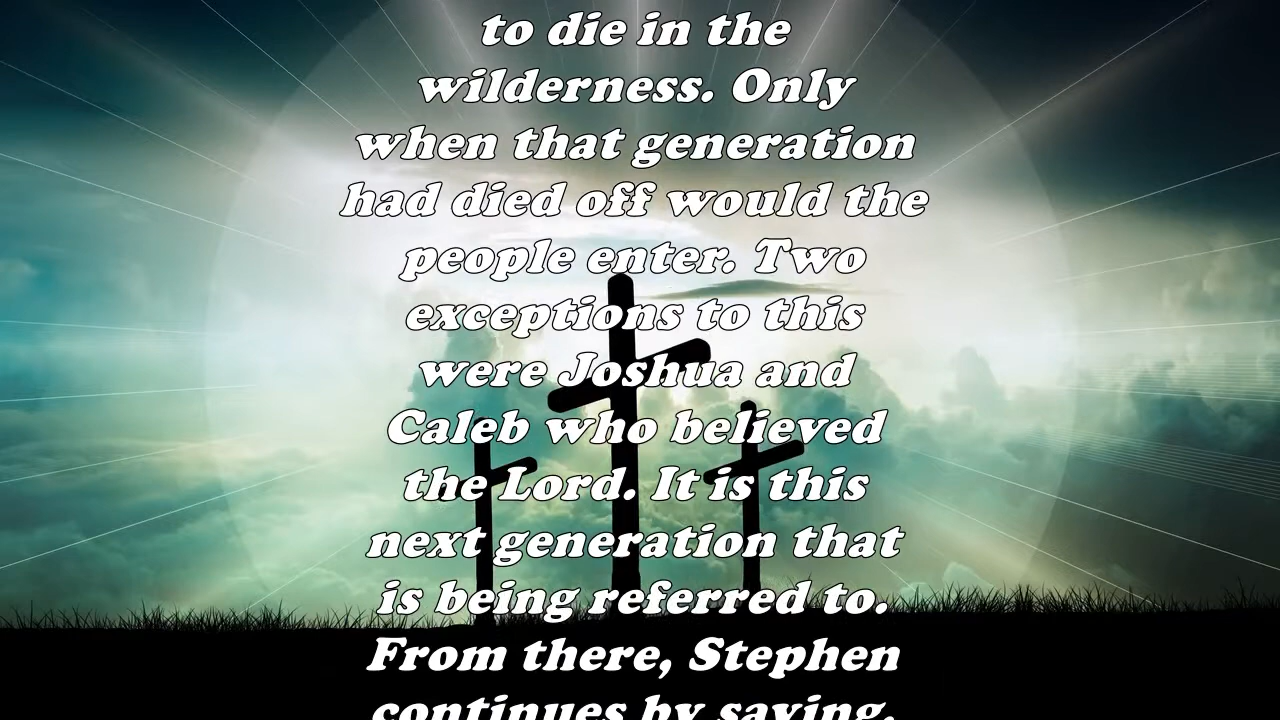 to die in the
wilderness. Only
when that generation
had died off would the
people enter. Two
exceptions to this
were Joshua and
Caleb who believed
the Lord. It is this
next generation that
is being referred to.
From there, Stephen
continues by saying,